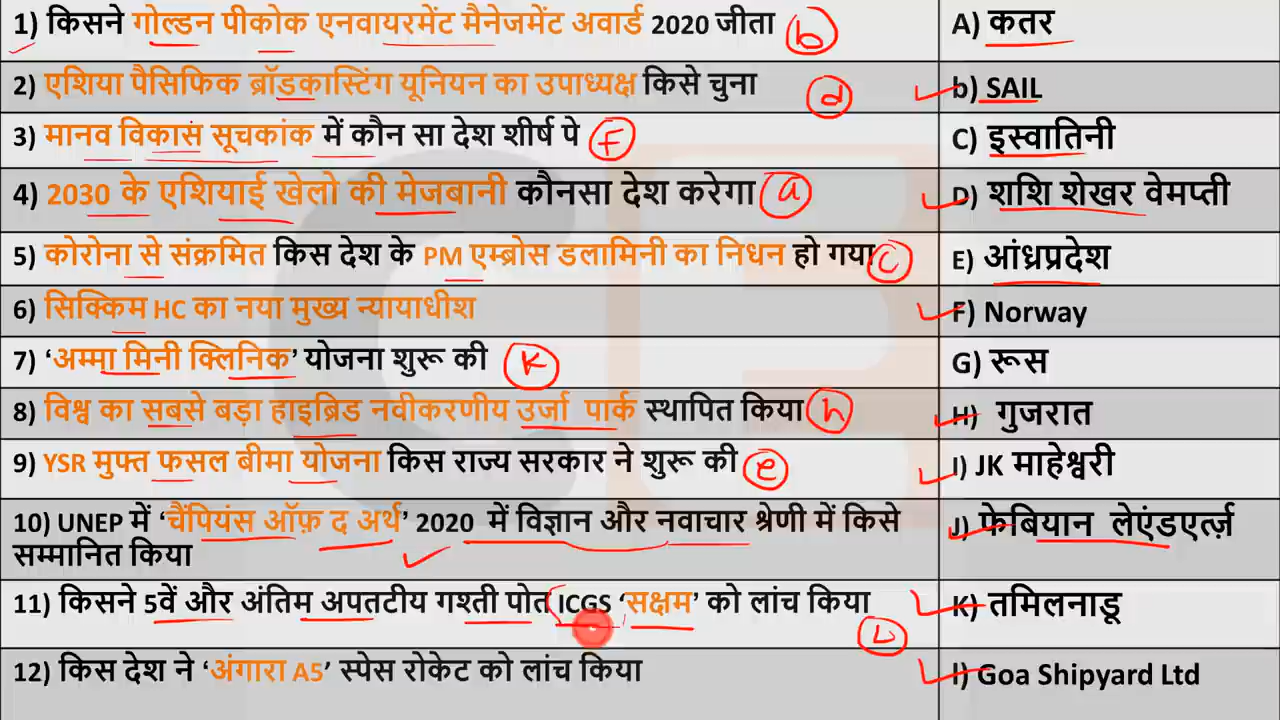 1) किसने गोल्डन पीकोक एनवायरमेंट मैनेजमेंट अवार्ड 2020 जीता b
A) कतर
2) एशिया पैसिफिक ब्रॉडकास्टिंग यूनियन का उपाध्यक्ष किसे चुना d
b) SAIL
3) मानव विकास सूचकांक में कौन सा देश शीर्ष पे F
C) इस्वातिनी
4) 2030 के एशियाई खेलो की मेजबानी कौनसा देश करेगा a
D) शशि शेखर वेमप्ती
5) कोरोना से संक्रमित किस देश के PM एम्ब्रोस डलामिनी का निधन हो गया C
E) आंध्रप्रदेश
6) सिक्किम HC का नया मुख्य न्यायाधीश
F) Norway
7) ‘अम्मा मिनी क्लिनिक’ योजना शुरू की K
G) रूस
8) विश्व का सबसे बड़ा हाइब्रिड नवीकरणीय उर्जा पार्क स्थापित किया h
H) गुजरात
9) YSR मुफ्त फसल बीमा योजना किस राज्य सरकार ने शुरू की e
I) JK माहेश्वरी
10) UNEP में ‘चैंपियंस ऑफ़ द अर्थ’ 2020 में विज्ञान और नवाचार श्रेणी में किसे
सम्मानित किया
J) फेबियान लेएंडएर्त्ज़
11) किसने 5वें और अंतिम अपतटीय गश्ती पोत ICGS ‘सक्षम’ को लांच किया
K) तमिलनाडू
12) किस देश ने ‘अंगारा A5’ स्पेस रोकेट को लांच किया
l) Goa Shipyard Ltd